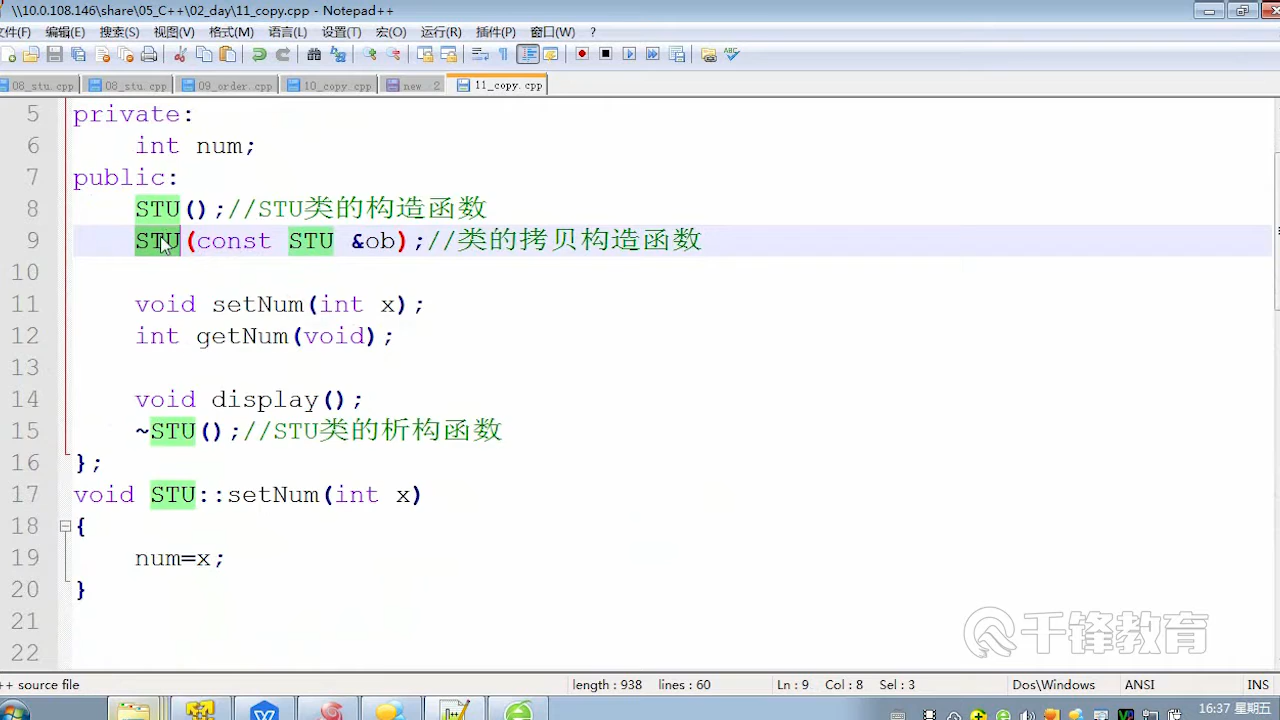 \\10.0.108.146\share\05_C++\02_day\11_copy.cpp - Notepad++
文件(F) 编辑(E) 搜索(S) 视图(V) 格式(M) 语言(L) 设置(T) 宏(O) 运行(R) 插件(P) 窗口(W) ?
08_stu.cpp 08_stu.cpp 09_order.cpp 10_copy.cpp new 2 11_copy.cpp
5 private:
6 int num;
7 public:
8 STU();//STU类的构造函数
9 STU(const STU &ob);//类的拷贝构造函数
10
11 void setNum(int x);
12 int getNum(void);
13
14 void display();
15 ~STU();//STU类的析构函数
16 };
17 void STU::setNum(int x)
18 {
19 num=x;
20 }
21
22
千锋教育
++ source file length : 938 lines : 60 Ln : 9 Col : 8 Sel : 3 Dos\Windows ANSI INS
16:37 星期五